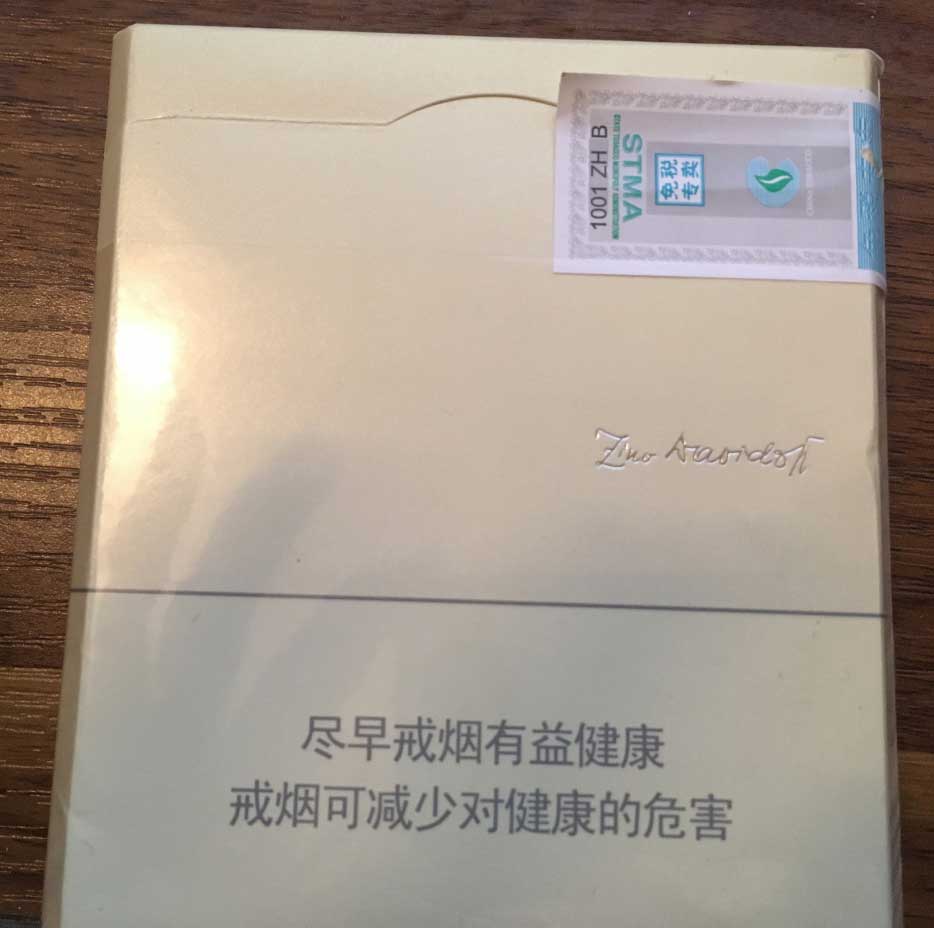 1001 ZH B
STMA
免税
专卖
Zino Davidoff
尽早戒烟有益健康
戒烟可减少对健康的危害